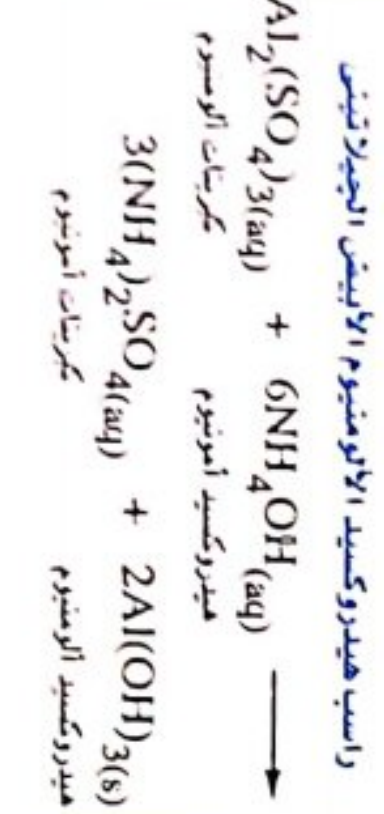 راسب هيدروكسيد الألومنيوم الأبيض الجيلاتينى
Al₂(SO₄)₃(aq) + 6NH₄OH(aq) ⟶
كبريتات ألومنيوم هيدروكسيد أمونيوم
3(NH₄)₂SO₄(aq) + 2Al(OH)₃(s)
كبريتات أمونيوم هيدروكسيد ألومنيوم